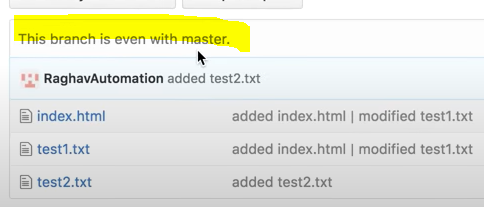 This branch is even with master.
RaghavAutomation added test2.txt
index.html added index.html | modified test1.txt
test1.txt added index.html | modified test1.txt
test2.txt added test2.txt